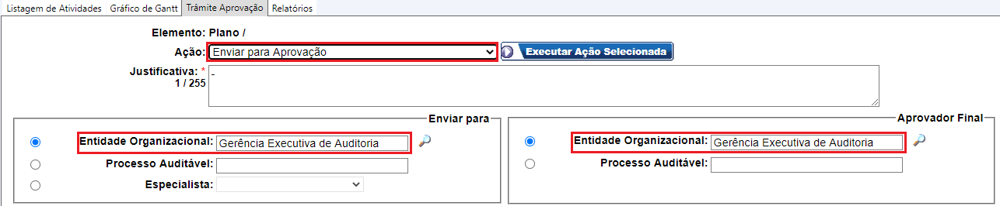 Listagem de Atividades Gráfico de Gantt Trâmite Aprovação Relatórios
Elemento: Plano /
Ação: Enviar para Aprovação Executar Ação Selecionada
Justificativa: * -
1 / 255
Enviar para
Entidade Organizacional: Gerência Executiva de Auditoria
Processo Auditável:
Especialista:
Aprovador Final
Entidade Organizacional: Gerência Executiva de Auditoria
Processo Auditável: